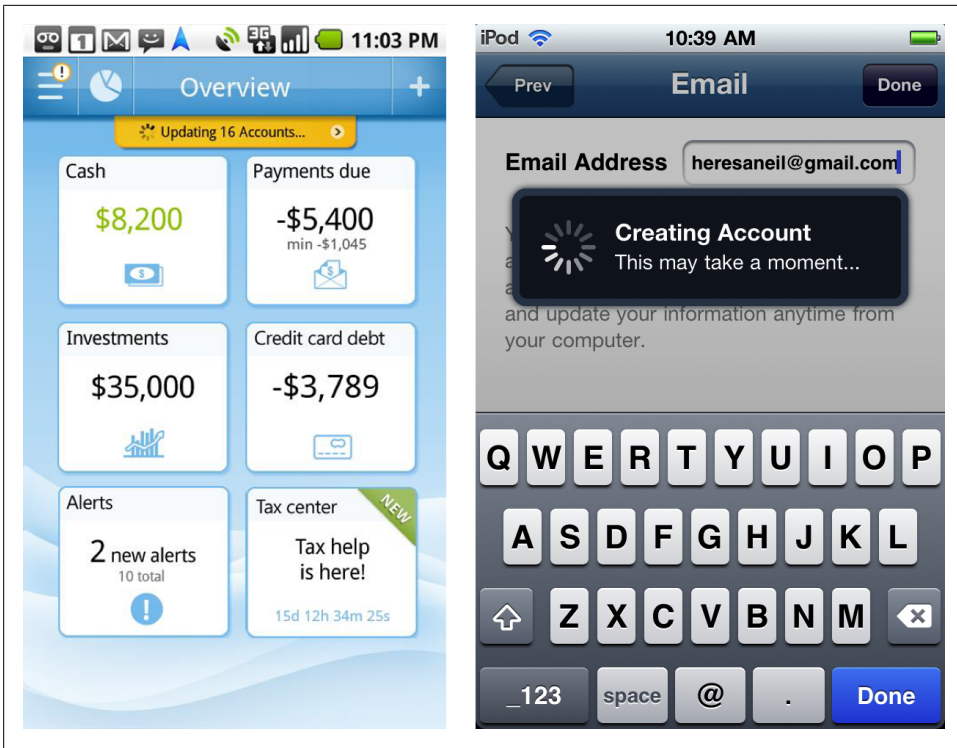 1
3G
11:03 PM
!
Overview
+
Updating 16 Accounts...
Cash
$8,200
$
Payments due
-$5,400
min -$1,045
$
Investments
$35,000
Credit card debt
-$3,789
Alerts
2 new alerts
10 total
!
Tax center
NEW
Tax help
is here!
15d 12h 34m 25s
iPod
10:39 AM
Prev
Email
Done
Email Address
heresaneil@gmail.com
Creating Account
This may take a moment...
and update your information anytime from
your computer.
Q W E R T Y U I O P
A S D F G H J K L
Z X C V B N M
_123
space
@
.
Done